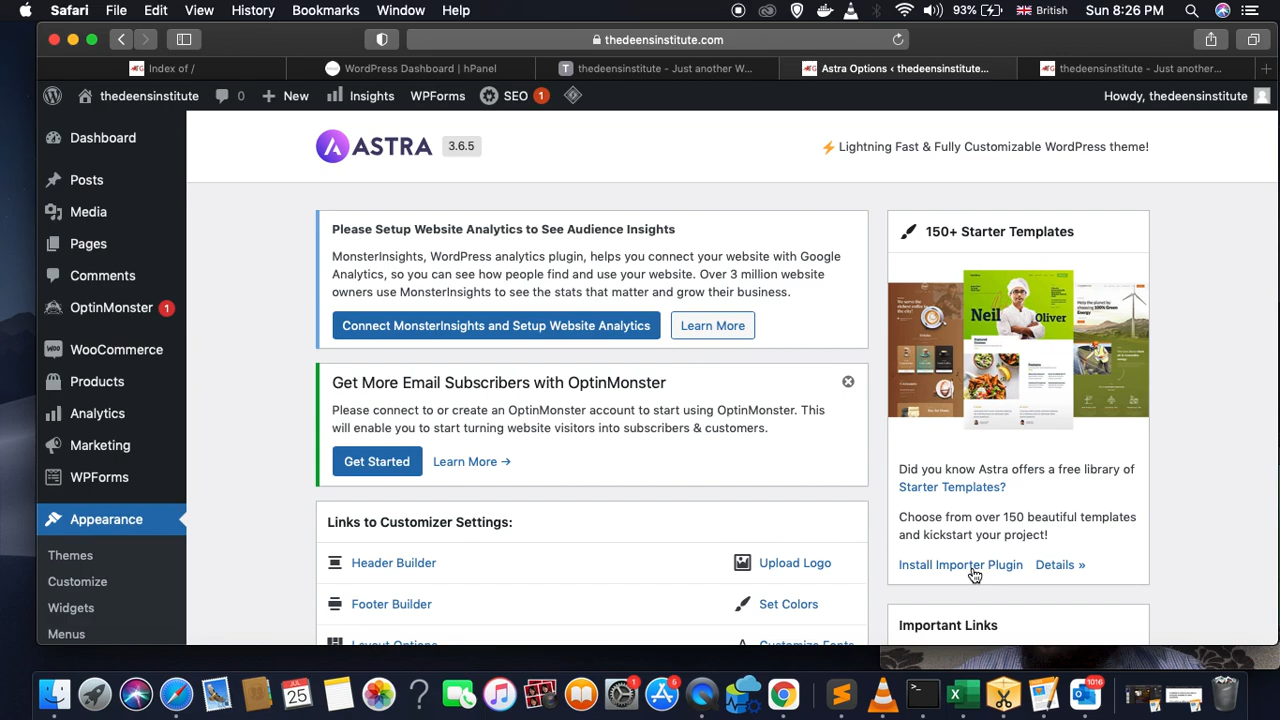 Safari File Edit View History Bookmarks Window Help 93% British Sun 8:26 PM
thedeensinstitute.com
Index of /
WordPress Dashboard | hPanel
thedeensinstitute - Just another W...
Astra Options ‹ thedeensinstitute...
thedeensinstitute - Just another...
thedeensinstitute 0 New Insights WPForms SEO 1 Howdy, thedeensinstitute
Dashboard
Posts
Media
Pages
Comments
OptinMonster 1
WooCommerce
Products
Analytics
Marketing
WPForms
Appearance
Themes
Customize
Widgets
Menus
ASTRA 3.6.5
⚡ Lightning Fast & Fully Customizable WordPress theme!
Please Setup Website Analytics to See Audience Insights
MonsterInsights, WordPress analytics plugin, helps you connect your website with Google
Analytics, so you can see how people find and use your website. Over 3 million website
owners use MonsterInsights to see the stats that matter and grow their business.
Connect MonsterInsights and Setup Website Analytics Learn More
Get More Email Subscribers with OptinMonster
Please connect to or create an OptinMonster account to start using OptinMonster. This
will enable you to start turning website visitors into subscribers & customers.
Get Started Learn More →
Links to Customizer Settings:
Header Builder Upload Logo
Footer Builder Set Colors
Layout Options Customize Fonts
150+ Starter Templates
Neil
Oliver
Did you know Astra offers a free library of
Starter Templates?
Choose from over 150 beautiful templates
and kickstart your project!
Install Importer Plugin Details »
Important Links
JUL
25
1
6
1016